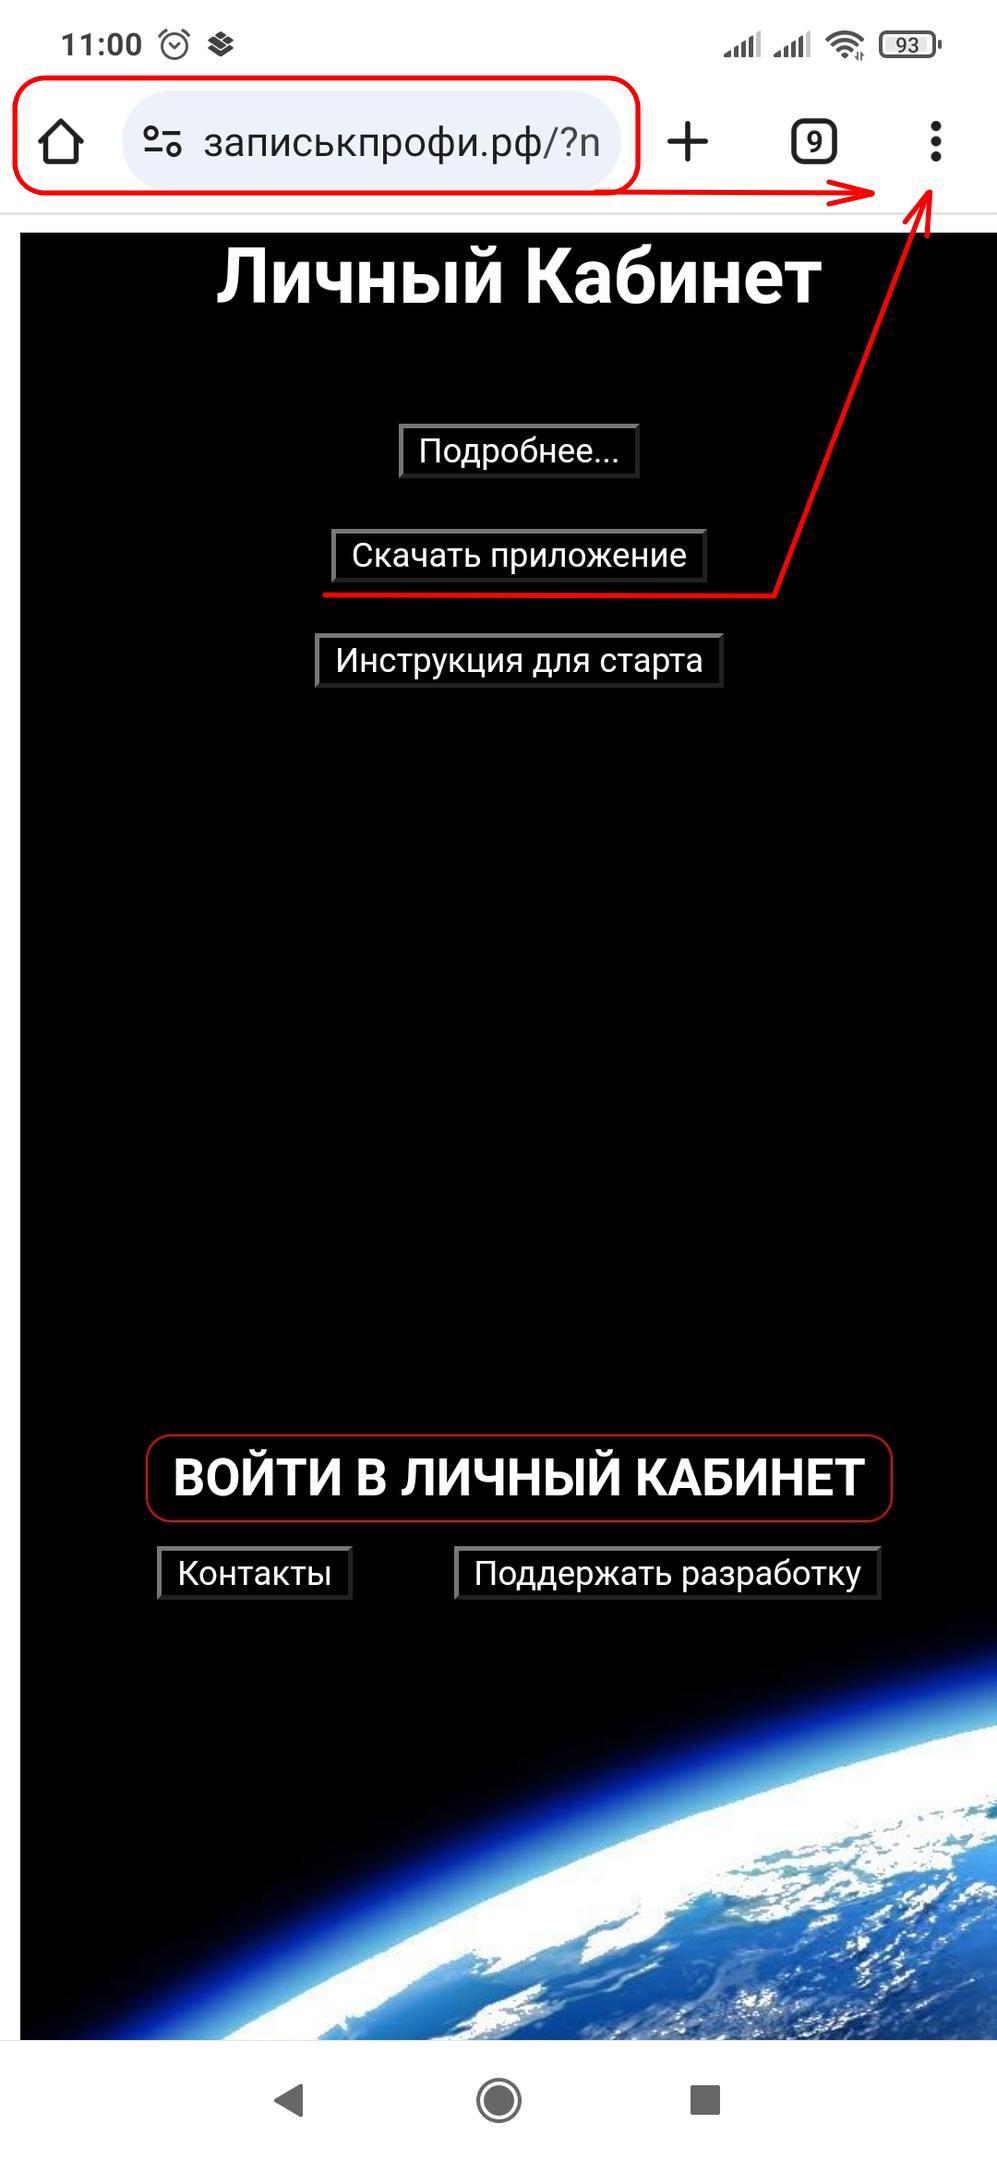 11:00 93
записькпрофи.рф/?n 9
Личный Кабинет
Подробнее...
Скачать приложение
Инструкция для старта
ВОЙТИ В ЛИЧНЫЙ КАБИНЕТ
Контакты Поддержать разработку